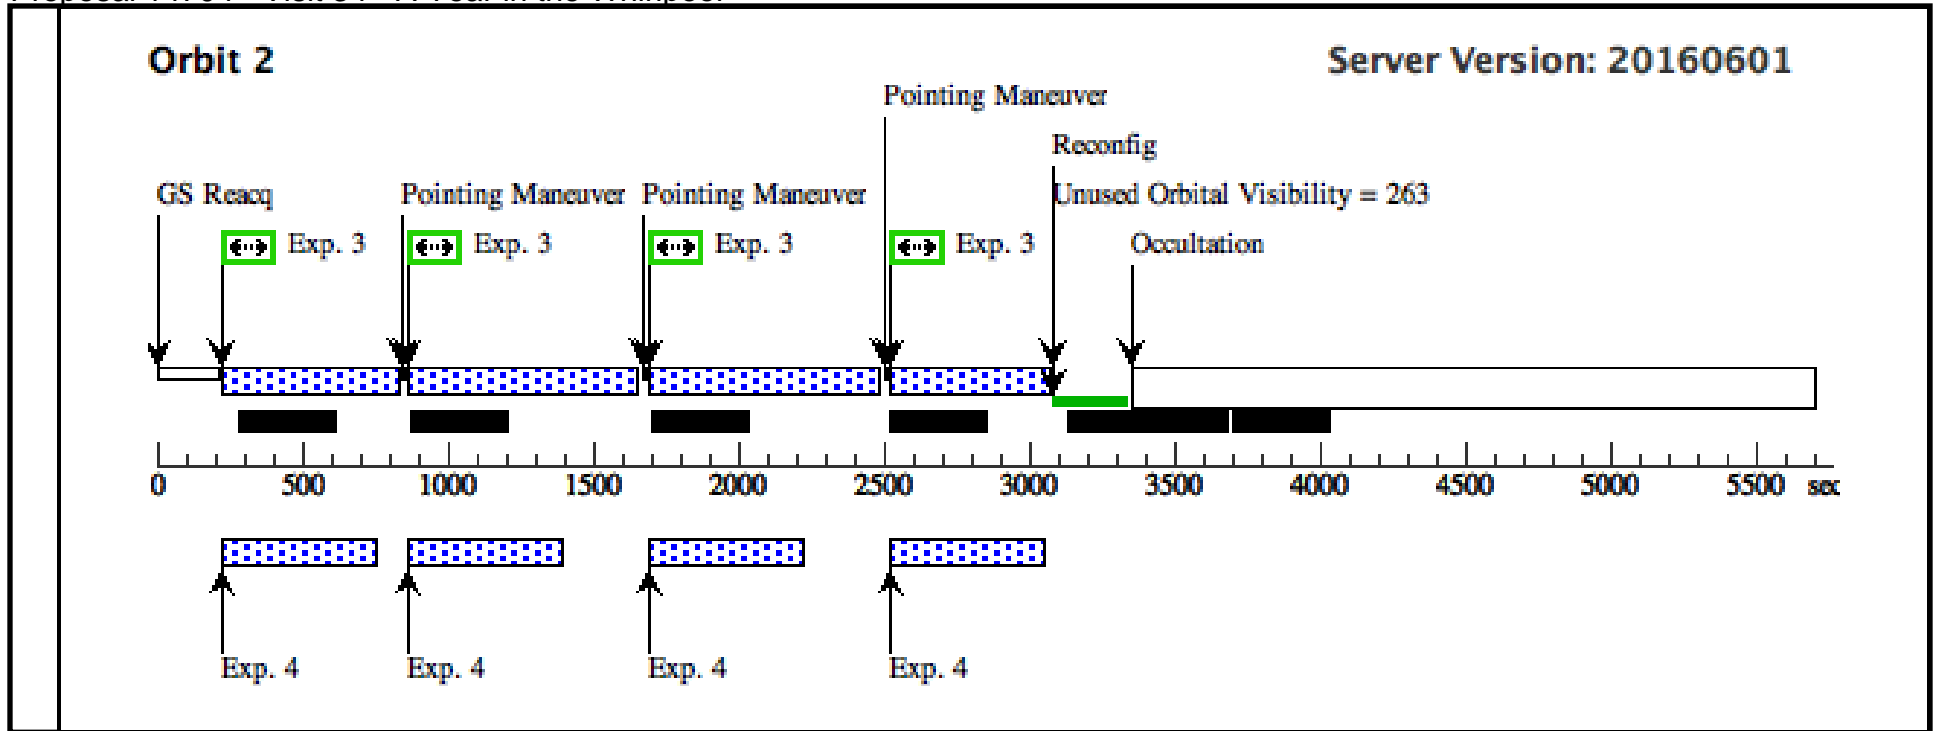 Orbit 2
Server Version: 20160601
Pointing Maneuver
Reconfig
GS Reacq Pointing Maneuver Pointing Maneuver Unused Orbital Visibility = 263
Exp. 3 Exp. 3 Exp. 3 Exp. 3 Occultation
0 500 1000 1500 2000 2500 3000 3500 4000 4500 5000 5500 sec
Exp. 4 Exp. 4 Exp. 4 Exp. 4